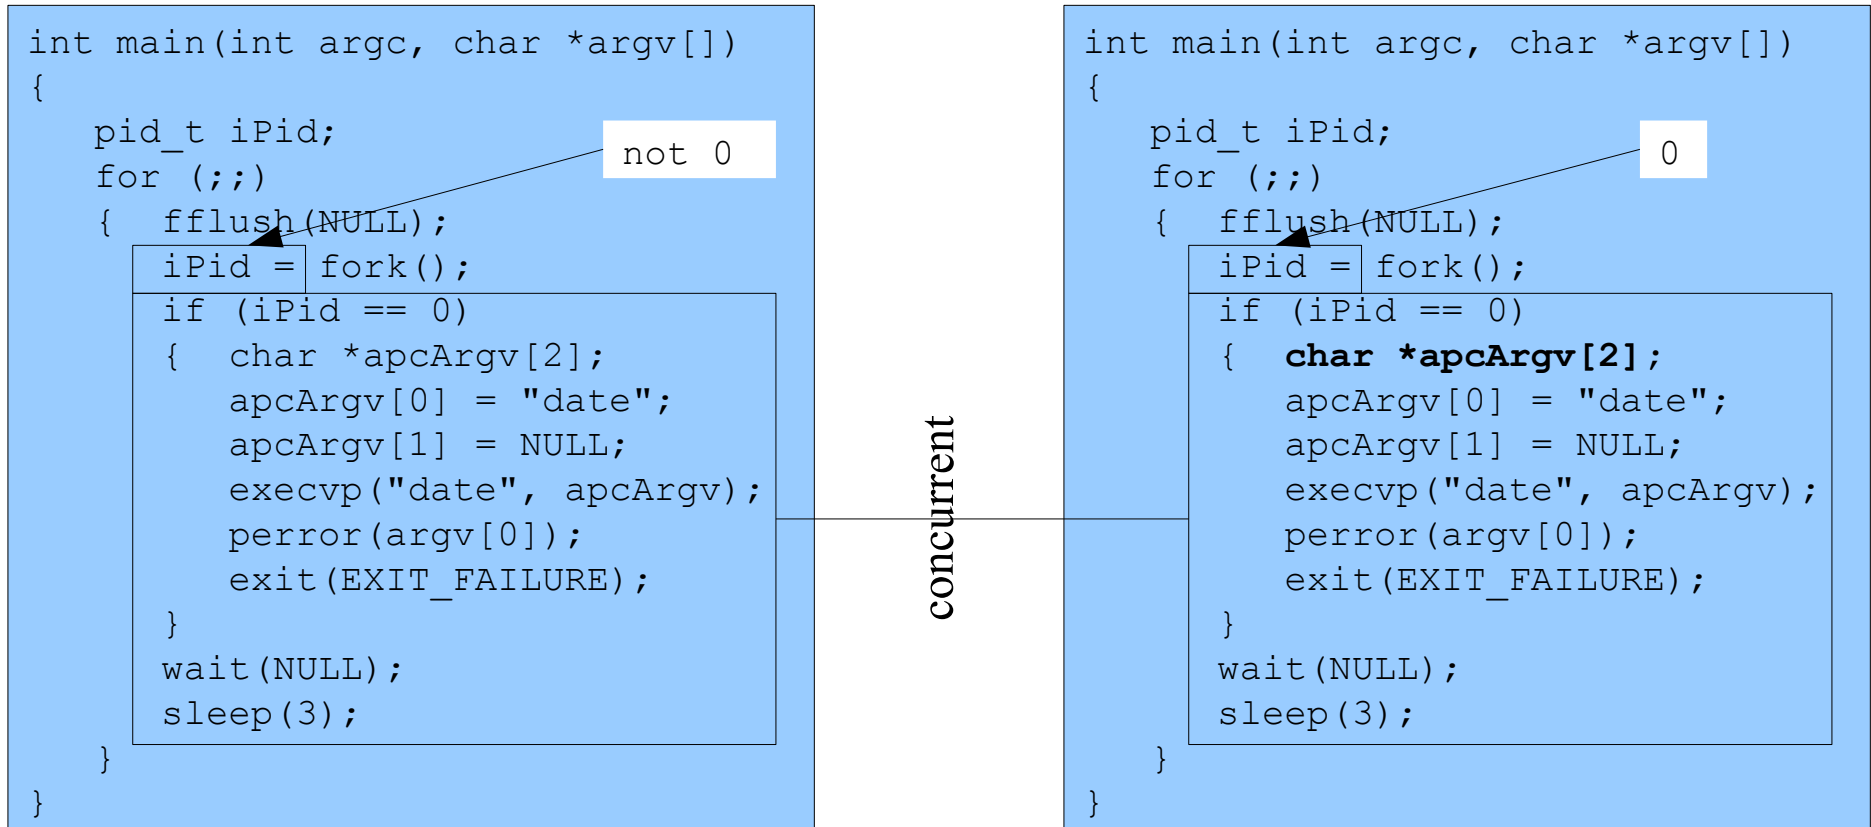 int main(int argc, char *argv[])
{
pid_t iPid;
not 0
for (;;)
{ fflush(NULL);
iPid = fork();
if (iPid == 0)
{ char *apcArgv[2];
apcArgv[0] = "date";
apcArgv[1] = NULL;
execvp("date", apcArgv);
perror(argv[0]);
exit(EXIT_FAILURE);
}
wait(NULL);
sleep(3);
}
}
concurrent
int main(int argc, char *argv[])
{
pid_t iPid;
0
for (;;)
{ fflush(NULL);
iPid = fork();
if (iPid == 0)
{ char *apcArgv[2];
apcArgv[0] = "date";
apcArgv[1] = NULL;
execvp("date", apcArgv);
perror(argv[0]);
exit(EXIT_FAILURE);
}
wait(NULL);
sleep(3);
}
}